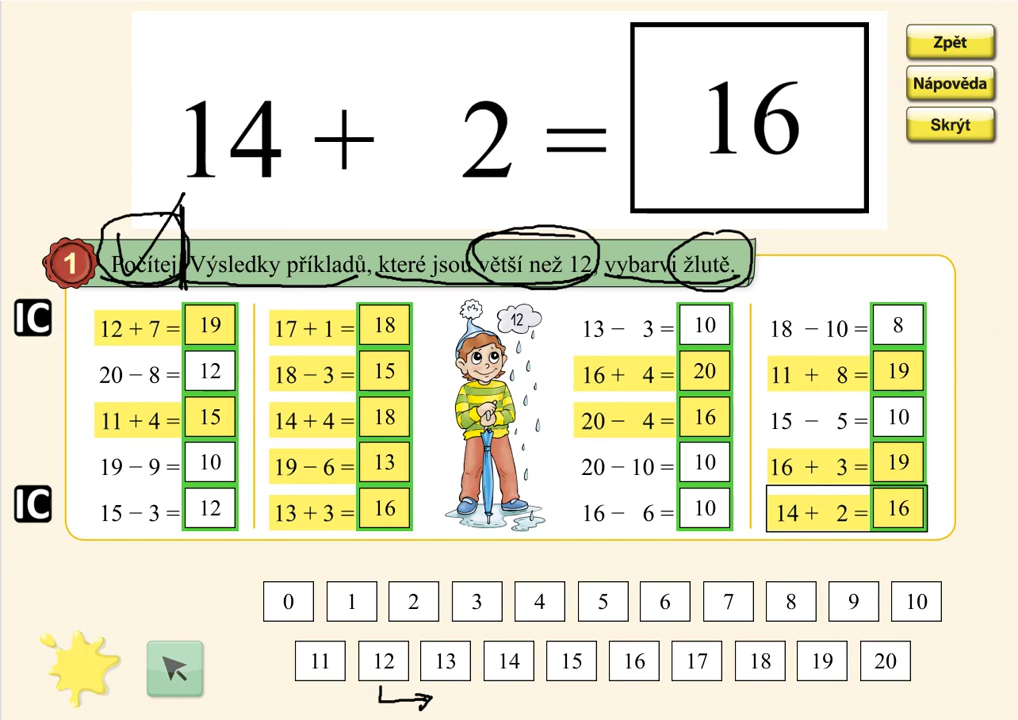 14 + 2 = 16
Zpět
Nápověda
Skrýt
1 Počítej. Výsledky příkladů, které jsou větší než 12, vybarvi žlutě.
IC
12 + 7 = 19
20 − 8 = 12
11 + 4 = 15
19 − 9 = 10
15 − 3 = 12
IC
17 + 1 = 18
18 − 3 = 15
14 + 4 = 18
19 − 6 = 13
13 + 3 = 16
12
13 − 3 = 10
16 + 4 = 20
20 − 4 = 16
20 − 10 = 10
16 − 6 = 10
18 − 10 = 8
11 + 8 = 19
15 − 5 = 10
16 + 3 = 19
14 + 2 = 16
0 1 2 3 4 5 6 7 8 9 10
11 12 13 14 15 16 17 18 19 20